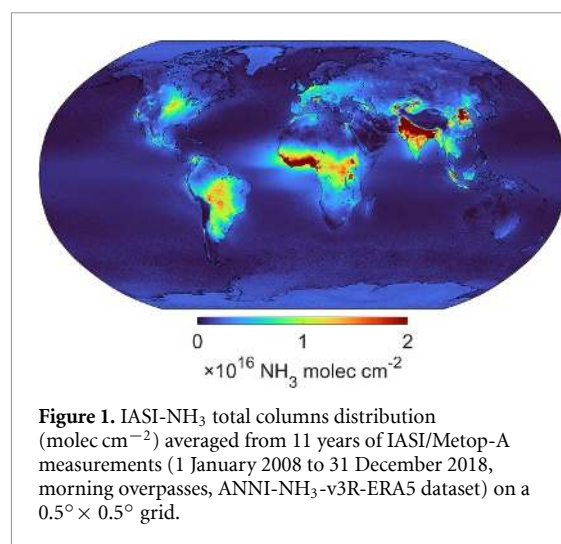 0 1 2
×10¹⁶ NH₃ molec cm⁻²
Figure 1. IASI-NH₃ total columns distribution
(molec cm⁻²) averaged from 11 years of IASI/Metop-A
measurements (1 January 2008 to 31 December 2018,
morning overpasses, ANNI-NH₃-v3R-ERA5 dataset) on a
0.5° × 0.5° grid.